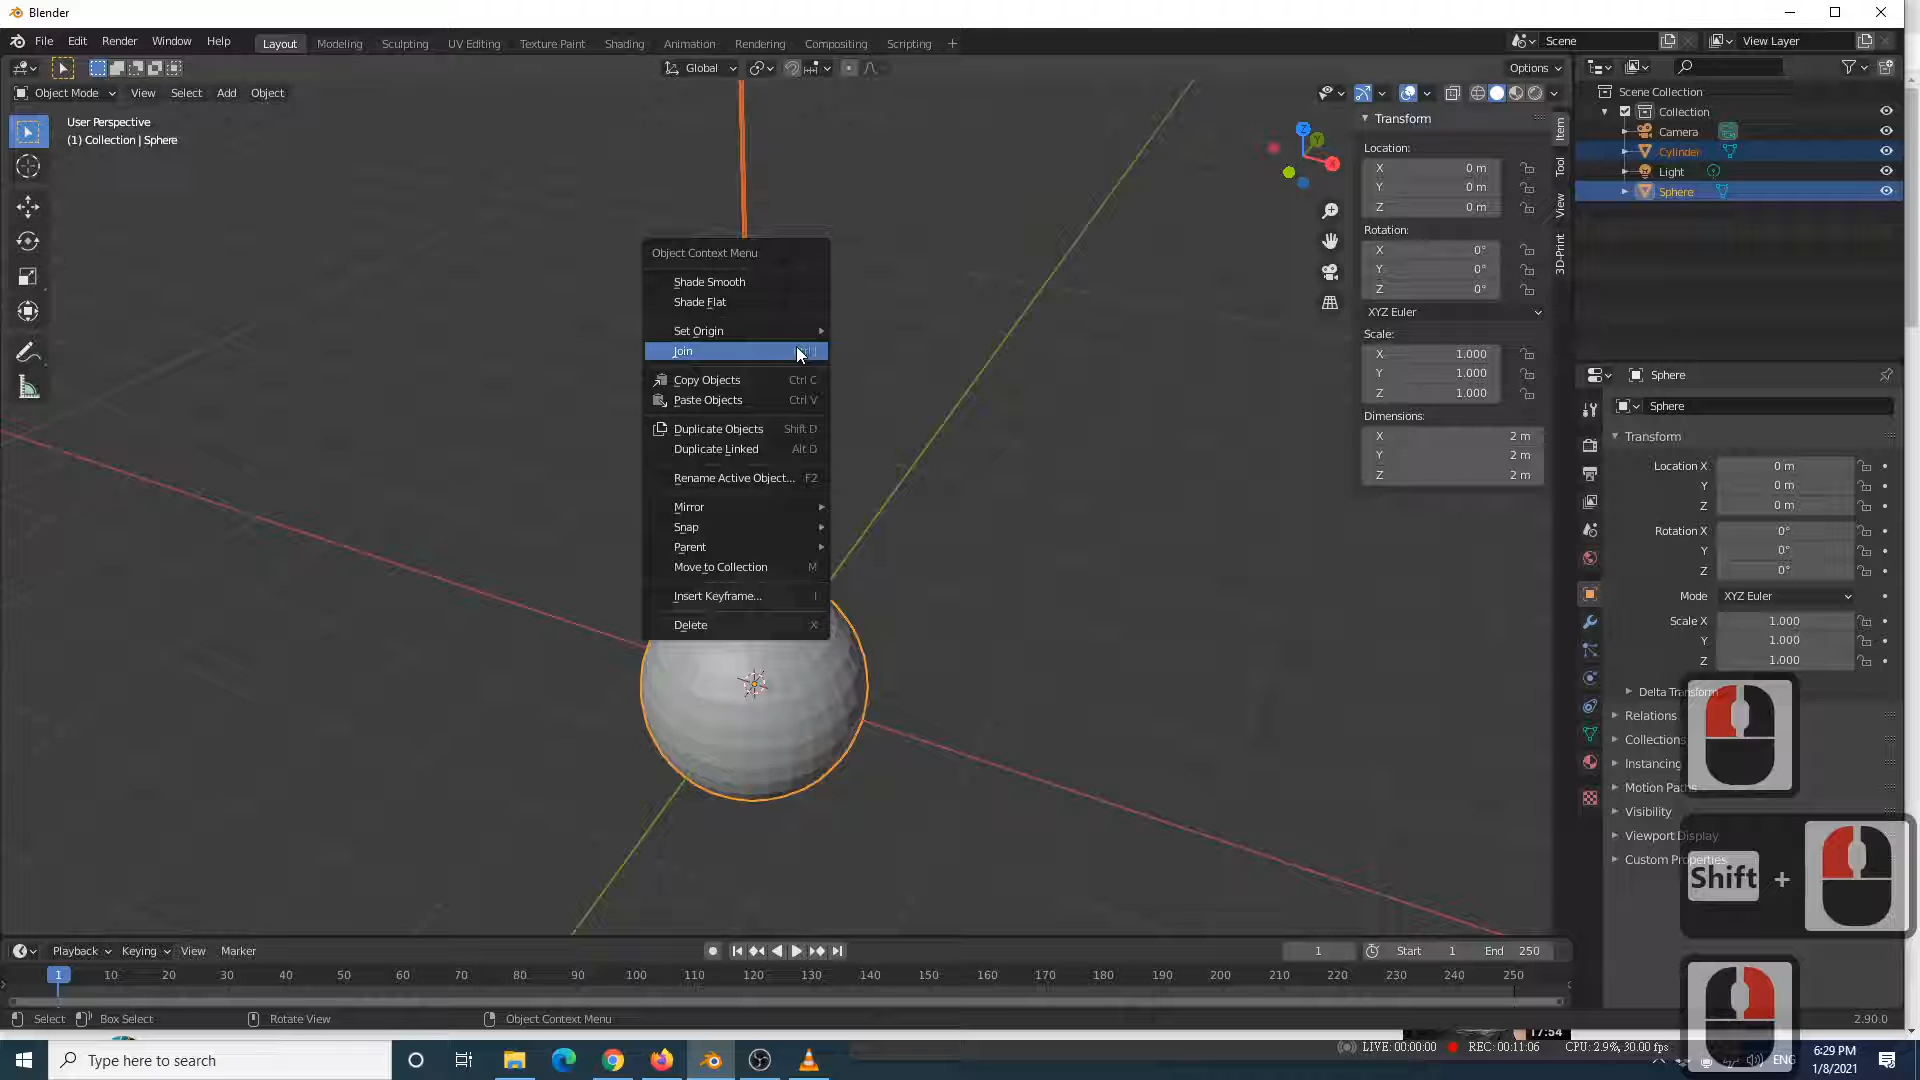 Blender
File Edit Render Window Help
Layout Modeling Sculpting UV Editing Texture Paint Shading Animation Rendering Compositing Scripting +
Scene
View Layer
Global
Options
Object Mode View Select Add Object
User Perspective
(1) Collection | Sphere
Object Context Menu
Shade Smooth
Shade Flat
Set Origin
Join
Copy Objects Ctrl C
Paste Objects Ctrl V
Duplicate Objects Shift D
Duplicate Linked Alt D
Rename Active Object... F2
Mirror
Snap
Parent
Move to Collection M
Insert Keyframe... I
Delete X
Z
Y
X
Transform
Location:
X 0 m
Y 0 m
Z 0 m
Rotation:
X 0°
Y 0°
Z 0°
XYZ Euler
Scale:
X 1.000
Y 1.000
Z 1.000
Dimensions:
X 2 m
Y 2 m
Z 2 m
Item
Tool
View
3D-Print
Scene Collection
Collection
Camera
Cylinder
Light
Sphere
Sphere
Sphere
Transform
Location X 0 m
Y 0 m
Z 0 m
Rotation X 0°
Y 0°
Z 0°
Mode XYZ Euler
Scale X 1.000
Y 1.000
Z 1.000
Delta Transform
Relations
Collections
Instancing
Motion Paths
Visibility
Viewport Display
Custom Properties
Shift +
Playback Keying View Marker
1 Start 1 End 250
1 10 20 30 40 50 60 70 80 90 100 110 120 130 140 150 160 170 180 190 200 210 220 230 240 250
Select Box Select Rotate View Object Context Menu
2.90.0
17:54
LIVE: 00:00:00 REC: 00:11:06 CPU: 2.9%, 30.00 fps
Type here to search
ENG
6:29 PM
1/8/2021